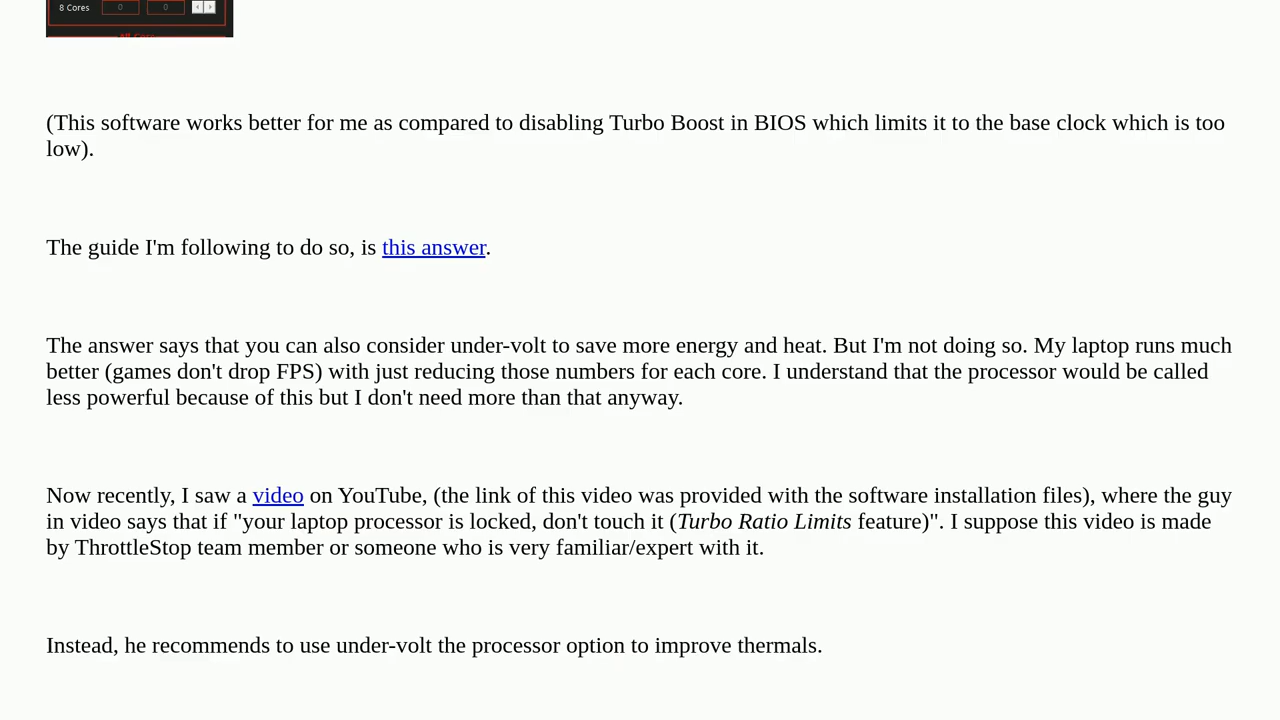 8 Cores 0 0
(This software works better for me as compared to disabling Turbo Boost in BIOS which limits it to the base clock which is too
low).
The guide I'm following to do so, is this answer.
The answer says that you can also consider under-volt to save more energy and heat. But I'm not doing so. My laptop runs much
better (games don't drop FPS) with just reducing those numbers for each core. I understand that the processor would be called
less powerful because of this but I don't need more than that anyway.
Now recently, I saw a video on YouTube, (the link of this video was provided with the software installation files), where the guy
in video says that if "your laptop processor is locked, don't touch it (Turbo Ratio Limits feature)". I suppose this video is made
by ThrottleStop team member or someone who is very familiar/expert with it.
Instead, he recommends to use under-volt the processor option to improve thermals.